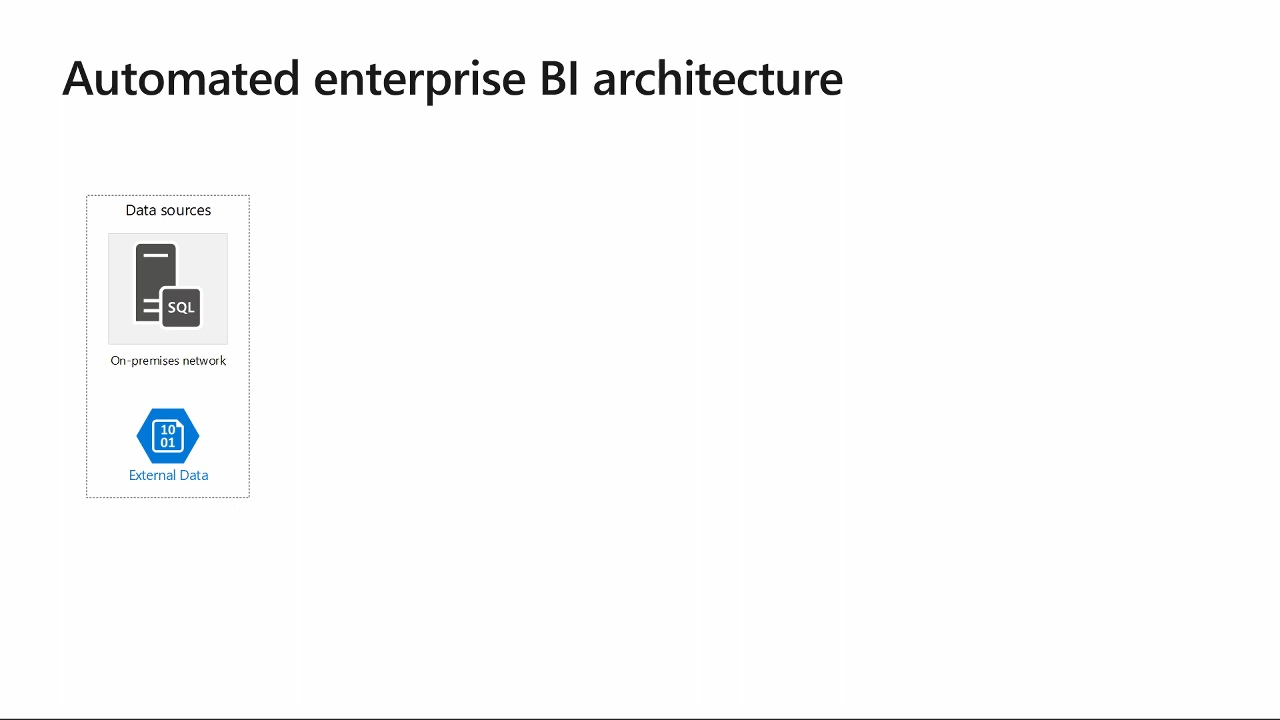 Automated enterprise BI architecture
Data sources
SQL
On-premises network
10
01
External Data